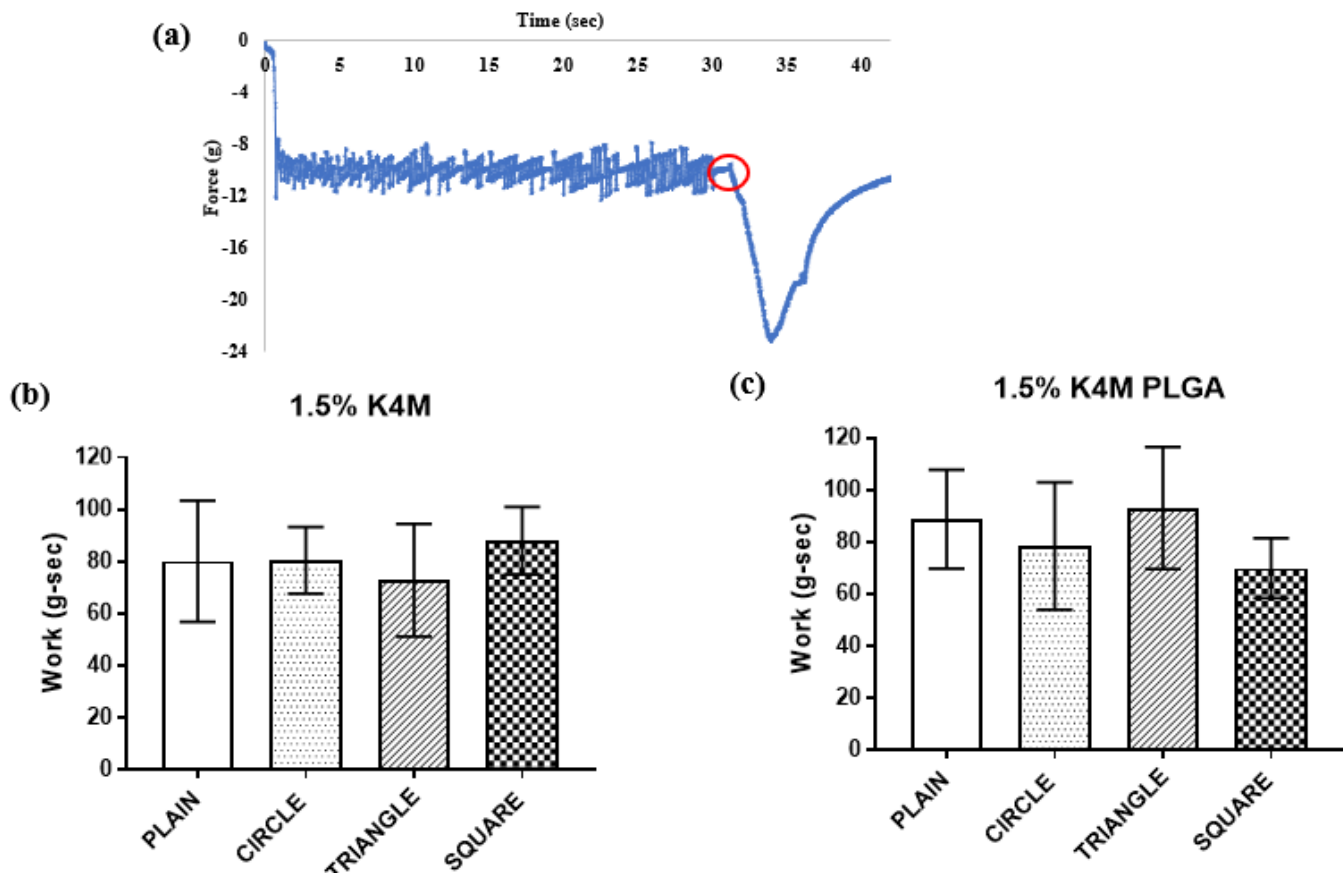 (a)
Time (sec)
0
0 5 10 15 20 25 30 35 40
-4
-8
-12
-16
-20
-24
Force (g)
(b)
1.5% K4M
120
100
80
60
40
20
0
Work (g-sec)
PLAIN
CIRCLE
TRIANGLE
SQUARE
(c)
1.5% K4M PLGA
120
100
80
60
40
20
0
Work (g-sec)
PLAIN
CIRCLE
TRIANGLE
SQUARE